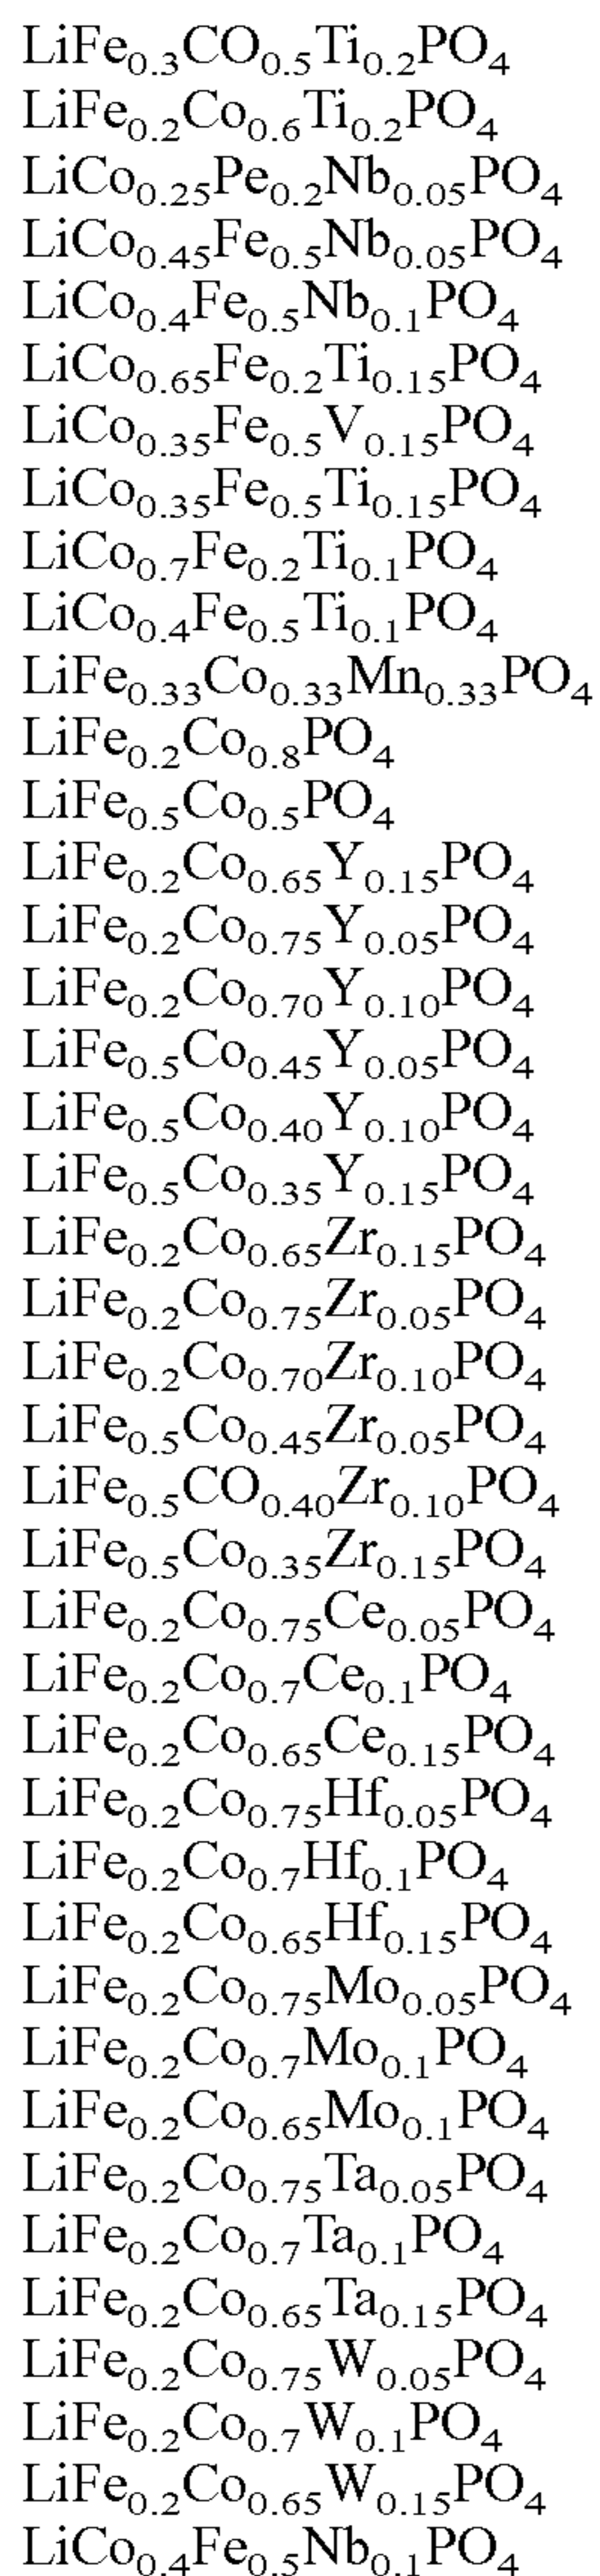 LiFe₀.₃CO₀.₅Ti₀.₂PO₄
LiFe₀.₂Co₀.₆Ti₀.₂PO₄
LiCo₀.₂₅Pe₀.₂Nb₀.₀₅PO₄
LiCo₀.₄₅Fe₀.₅Nb₀.₀₅PO₄
LiCo₀.₄Fe₀.₅Nb₀.₁PO₄
LiCo₀.₆₅Fe₀.₂Ti₀.₁₅PO₄
LiCo₀.₃₅Fe₀.₅V₀.₁₅PO₄
LiCo₀.₃₅Fe₀.₅Ti₀.₁₅PO₄
LiCo₀.₇Fe₀.₂Ti₀.₁PO₄
LiCo₀.₄Fe₀.₅Ti₀.₁PO₄
LiFe₀.₃₃Co₀.₃₃Mn₀.₃₃PO₄
LiFe₀.₂Co₀.₈PO₄
LiFe₀.₅Co₀.₅PO₄
LiFe₀.₂Co₀.₆₅Y₀.₁₅PO₄
LiFe₀.₂Co₀.₇₅Y₀.₀₅PO₄
LiFe₀.₂Co₀.₇₀Y₀.₁₀PO₄
LiFe₀.₅Co₀.₄₅Y₀.₀₅PO₄
LiFe₀.₅Co₀.₄₀Y₀.₁₀PO₄
LiFe₀.₅Co₀.₃₅Y₀.₁₅PO₄
LiFe₀.₂Co₀.₆₅Zr₀.₁₅PO₄
LiFe₀.₂Co₀.₇₅Zr₀.₀₅PO₄
LiFe₀.₂Co₀.₇₀Zr₀.₁₀PO₄
LiFe₀.₅Co₀.₄₅Zr₀.₀₅PO₄
LiFe₀.₅CO₀.₄₀Zr₀.₁₀PO₄
LiFe₀.₅Co₀.₃₅Zr₀.₁₅PO₄
LiFe₀.₂Co₀.₇₅Ce₀.₀₅PO₄
LiFe₀.₂Co₀.₇Ce₀.₁PO₄
LiFe₀.₂Co₀.₆₅Ce₀.₁₅PO₄
LiFe₀.₂Co₀.₇₅Hf₀.₀₅PO₄
LiFe₀.₂Co₀.₇Hf₀.₁PO₄
LiFe₀.₂Co₀.₆₅Hf₀.₁₅PO₄
LiFe₀.₂Co₀.₇₅Mo₀.₀₅PO₄
LiFe₀.₂Co₀.₇Mo₀.₁PO₄
LiFe₀.₂Co₀.₆₅Mo₀.₁PO₄
LiFe₀.₂Co₀.₇₅Ta₀.₀₅PO₄
LiFe₀.₂Co₀.₇Ta₀.₁PO₄
LiFe₀.₂Co₀.₆₅Ta₀.₁₅PO₄
LiFe₀.₂Co₀.₇₅W₀.₀₅PO₄
LiFe₀.₂Co₀.₇W₀.₁PO₄
LiFe₀.₂Co₀.₆₅W₀.₁₅PO₄
LiCo₀.₄Fe₀.₅Nb₀.₁PO₄